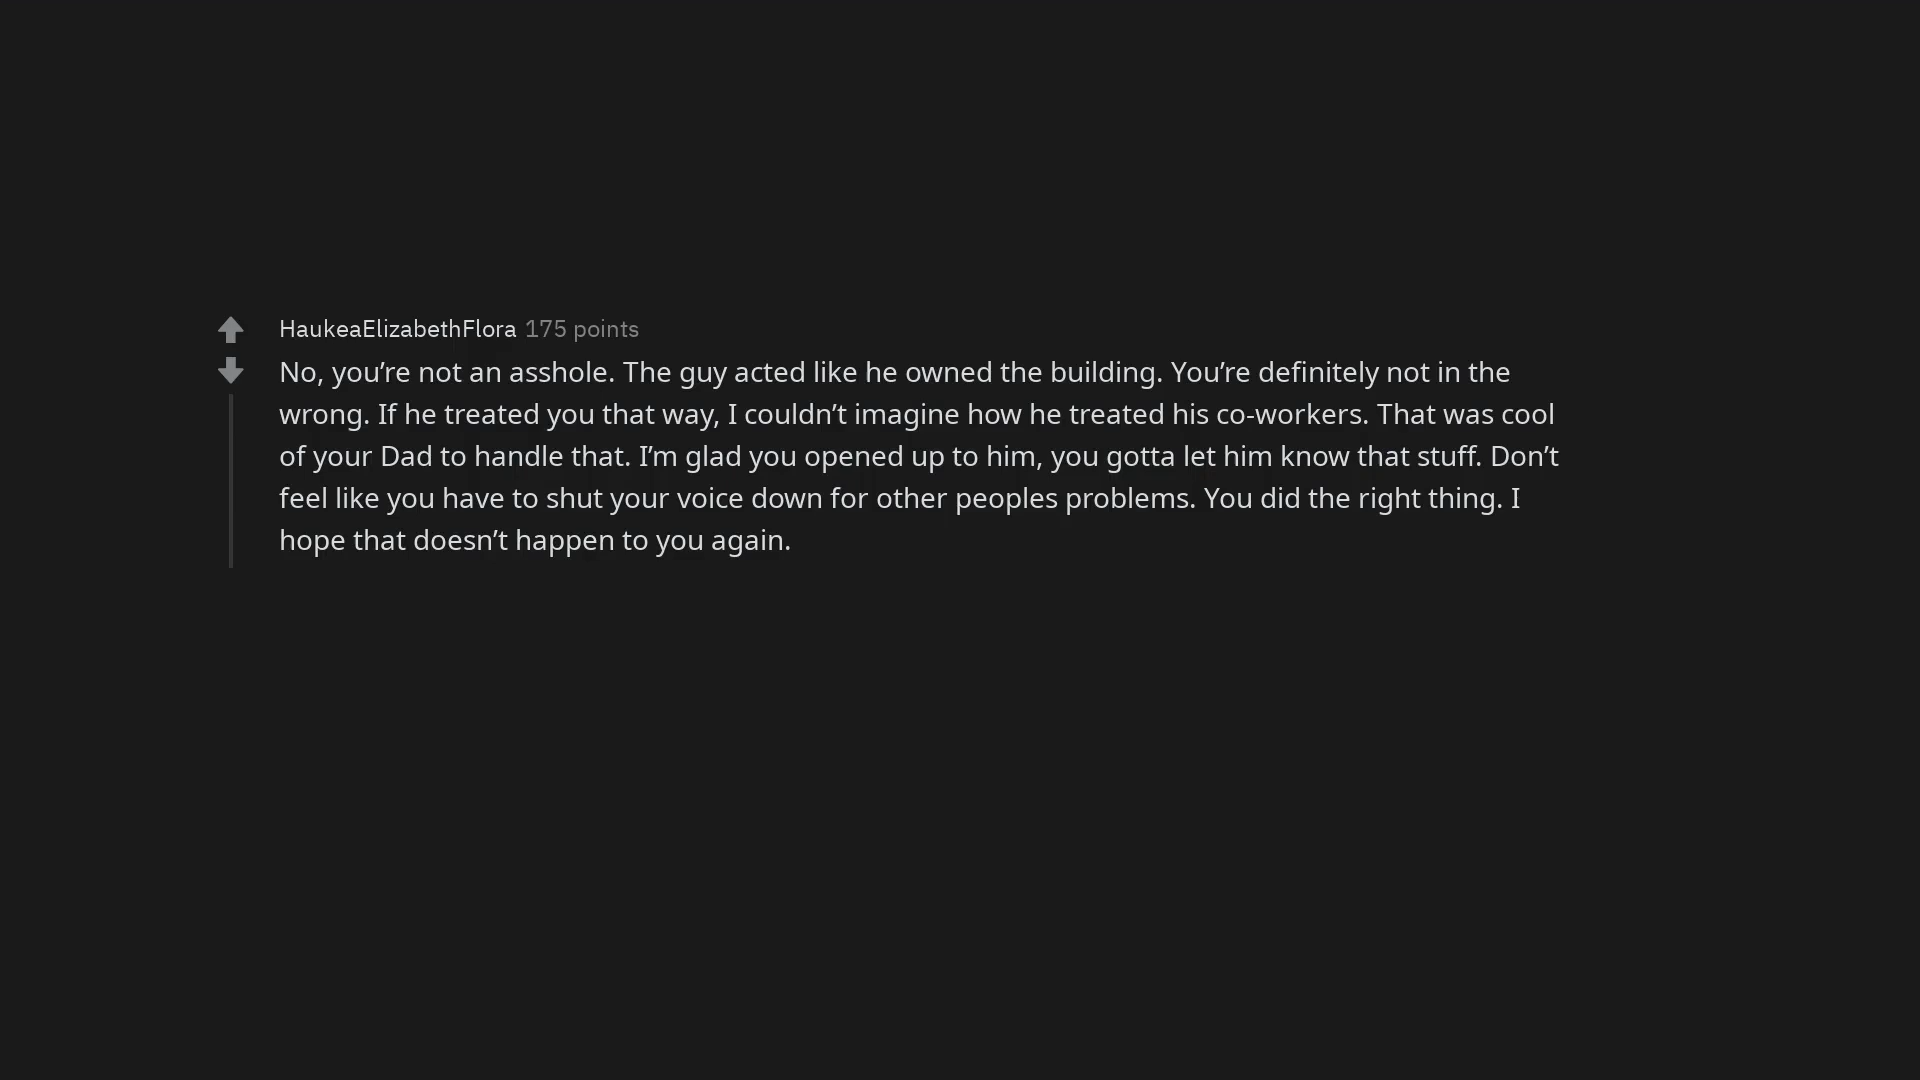 HaukeaElizabethFlora 175 points
No, you’re not an asshole. The guy acted like he owned the building. You’re definitely not in the
wrong. If he treated you that way, I couldn’t imagine how he treated his co-workers. That was cool
of your Dad to handle that. I’m glad you opened up to him, you gotta let him know that stuff. Don’t
feel like you have to shut your voice down for other peoples problems. You did the right thing. I
hope that doesn’t happen to you again.